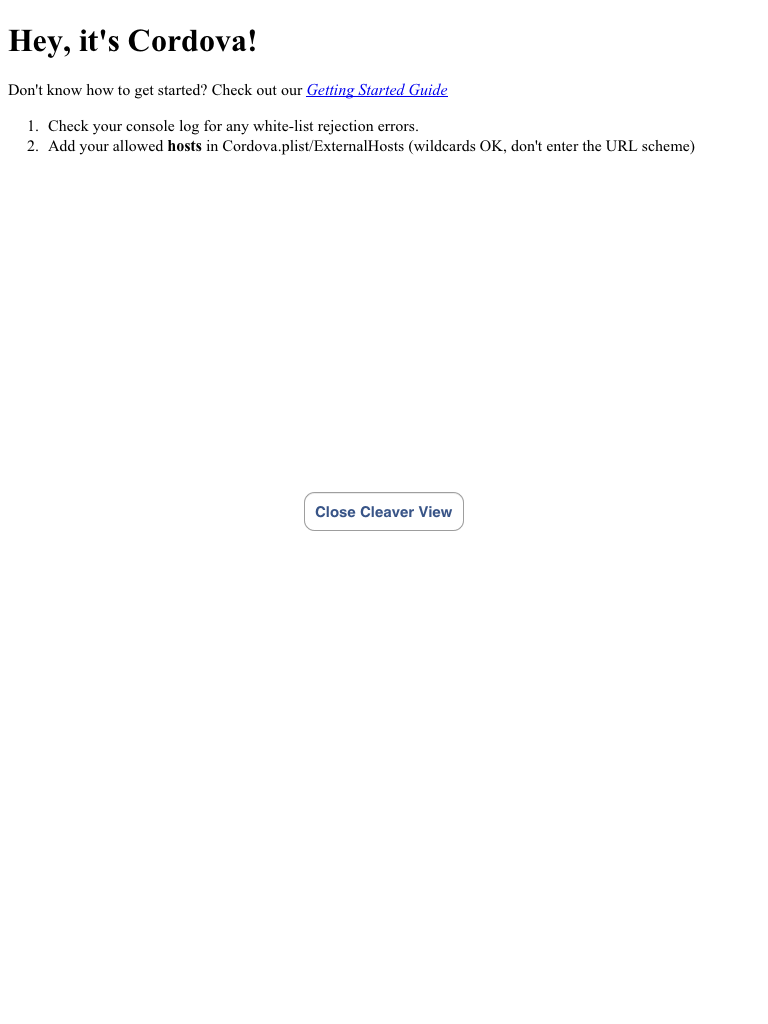 Hey, it's Cordova!
Don't know how to get started? Check out our Getting Started Guide
1. Check your console log for any white-list rejection errors.
2. Add your allowed hosts in Cordova.plist/ExternalHosts (wildcards OK, don't enter the URL scheme)
Close Cleaver View